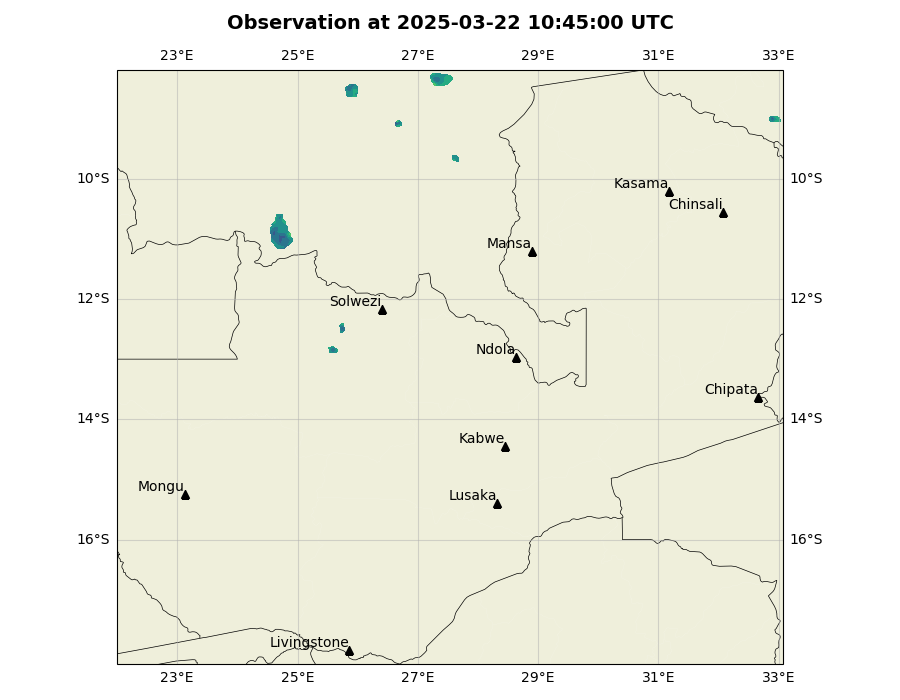 Observation at 2025-03-22 10:45:00 UTC
23°E 25°E 27°E 29°E 31°E 33°E
10°S 10°S
Kasama
Chinsali
Mansa
12°S 12°S
Solwezi
Ndola
Chipata
14°S 14°S
Kabwe
Mongu
Lusaka
16°S 16°S
Livingstone
23°E 25°E 27°E 29°E 31°E 33°E